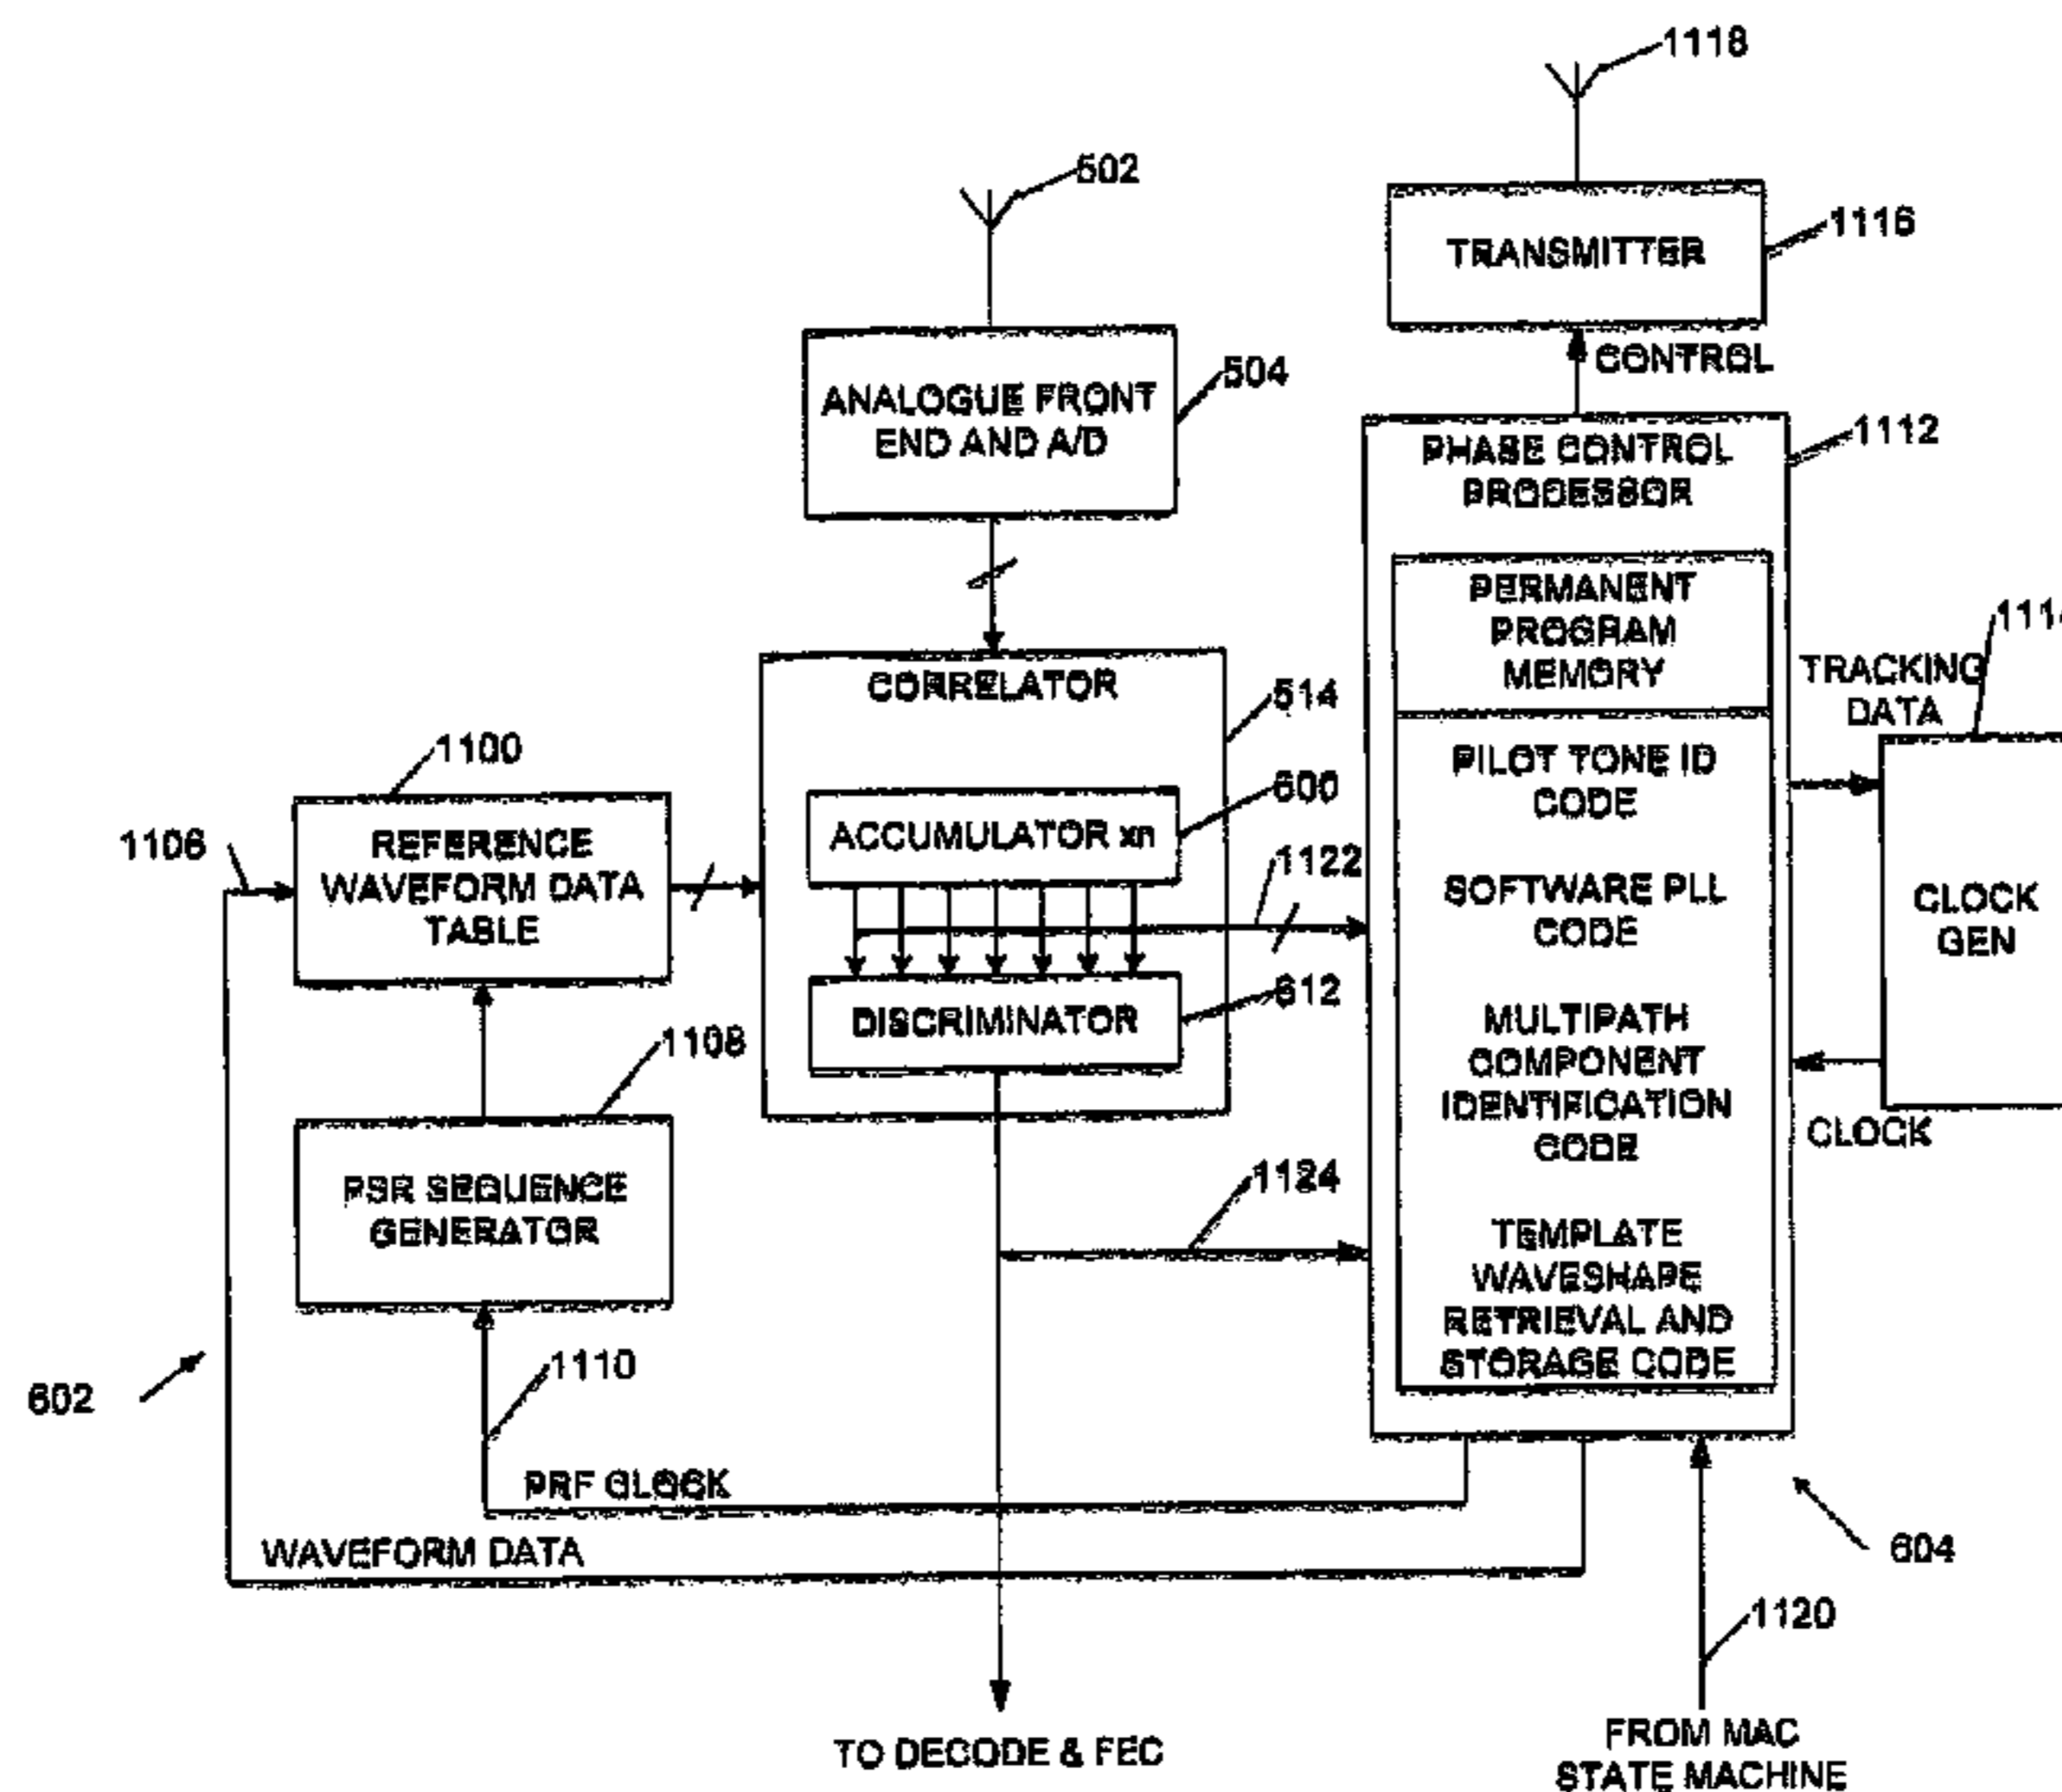 1118
502
TRANSMITTER
1116
CONTROL
ANALOGUE FRONT
END AND A/D
504
PHASE CONTROL
PROCESSOR
1112
PERMANENT
PROGRAM
MEMORY
CORRELATOR
514
TRACKING
DATA
1100
REFERENCE
WAVEFORM DATA
TABLE
1106
ACCUMULATOR xn
600
1122
PILOT TONE ID
CODE
SOFTWARE PLL
CODE
CLOCK
GEN
DISCRIMINATOR
612
1108
MULTIPATH
COMPONENT
IDENTIFICATION
CODE
CLOCK
PSR SEQUENCE
GENERATOR
1124
TEMPLATE
WAVESHAPE
RETRIEVAL AND
STORAGE CODE
602
1110
PRF CLOCK
WAVEFORM DATA
604
1120
TO DECODE & FEC
FROM MAC
STATE MACHINE